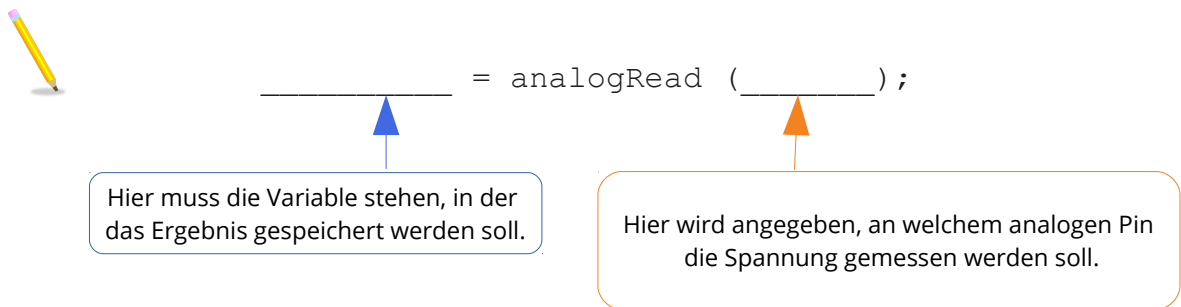 __________ = analogRead (_______);
Hier muss die Variable stehen, in der
das Ergebnis gespeichert werden soll.
Hier wird angegeben, an welchem analogen Pin
die Spannung gemessen werden soll.